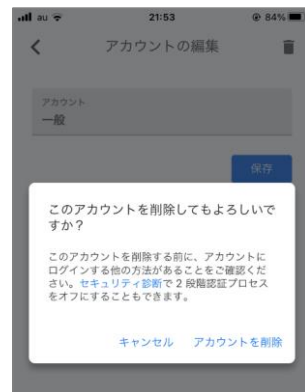 au 21:53 84%
アカウントの編集
アカウント
一般
保存
このアカウントを削除してもよろしいで
すか？
このアカウントを削除する前に、アカウントに
ログインする他の方法があることをご確認くだ
さい。セキュリティ診断で 2 段階認証プロセス
をオフにすることもできます。
キャンセル アカウントを削除